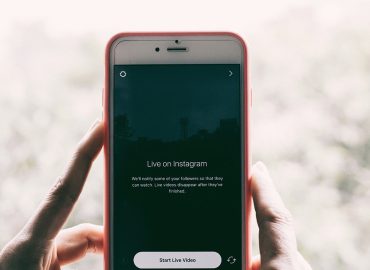 Live on Instagram
We'll notify some of your followers so that they
can watch. Live videos disappear after they've
finished.
Start Live Video